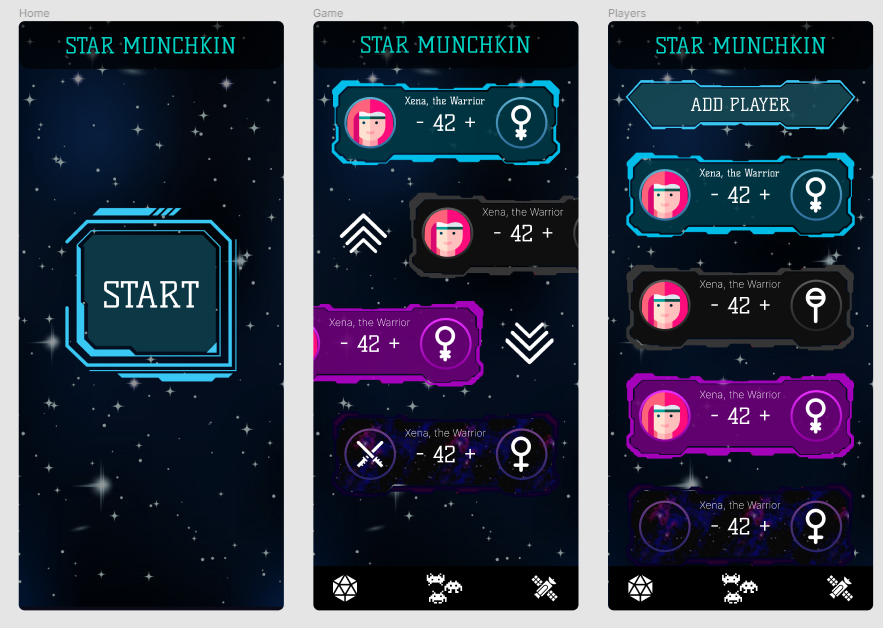 Home
STAR MUNCHKIN
START
Game
STAR MUNCHKIN
Xena, the Warrior
- 42 +
Xena, the Warrior
- 42 +
Xena, the Warrior
- 42 +
Xena, the Warrior
- 42 +
Players
STAR MUNCHKIN
ADD PLAYER
Xena, the Warrior
- 42 +
Xena, the Warrior
- 42 +
Xena, the Warrior
- 42 +
Xena, the Warrior
- 42 +